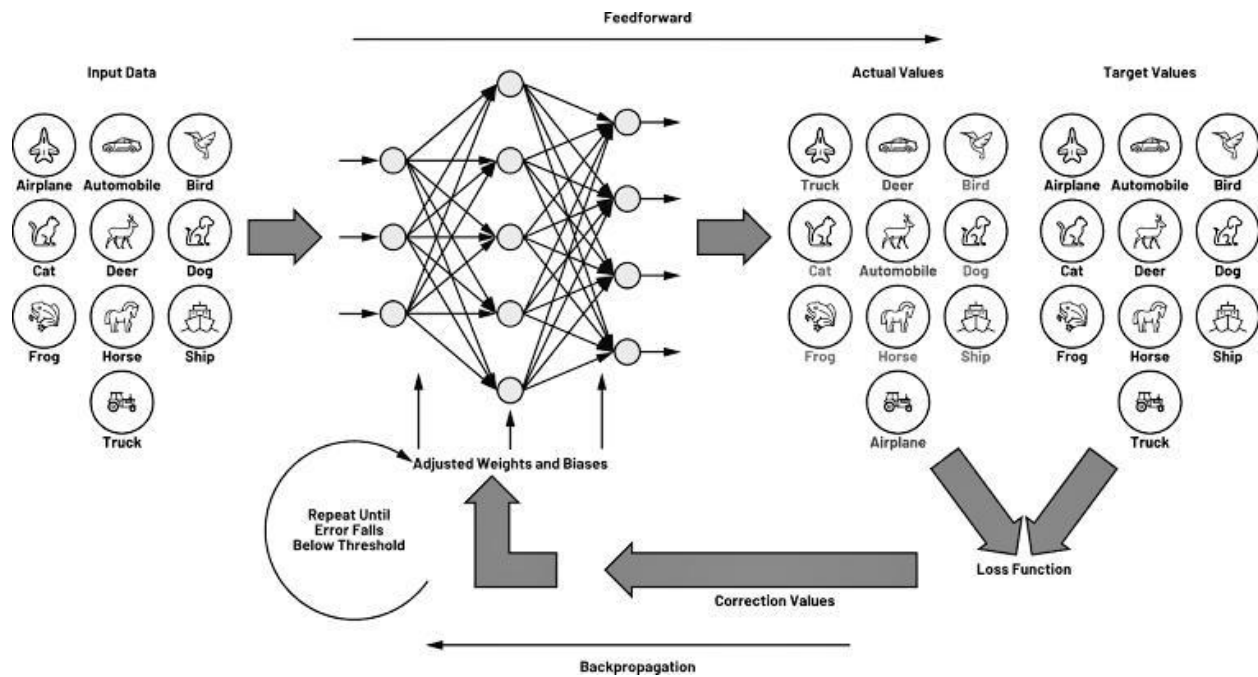 Feedforward
Input Data
Actual Values
Target Values
Airplane Automobile Bird
Truck Deer Bird
Airplane Automobile Bird
Cat Deer Dog
Cat Automobile Dog
Cat Deer Dog
Frog Horse Ship
Frog Horse Ship
Frog Horse Ship
Truck
Airplane
Truck
Adjusted Weights and Biases
Repeat Until
Error Falls
Below Threshold
Loss Function
Correction Values
Backpropagation